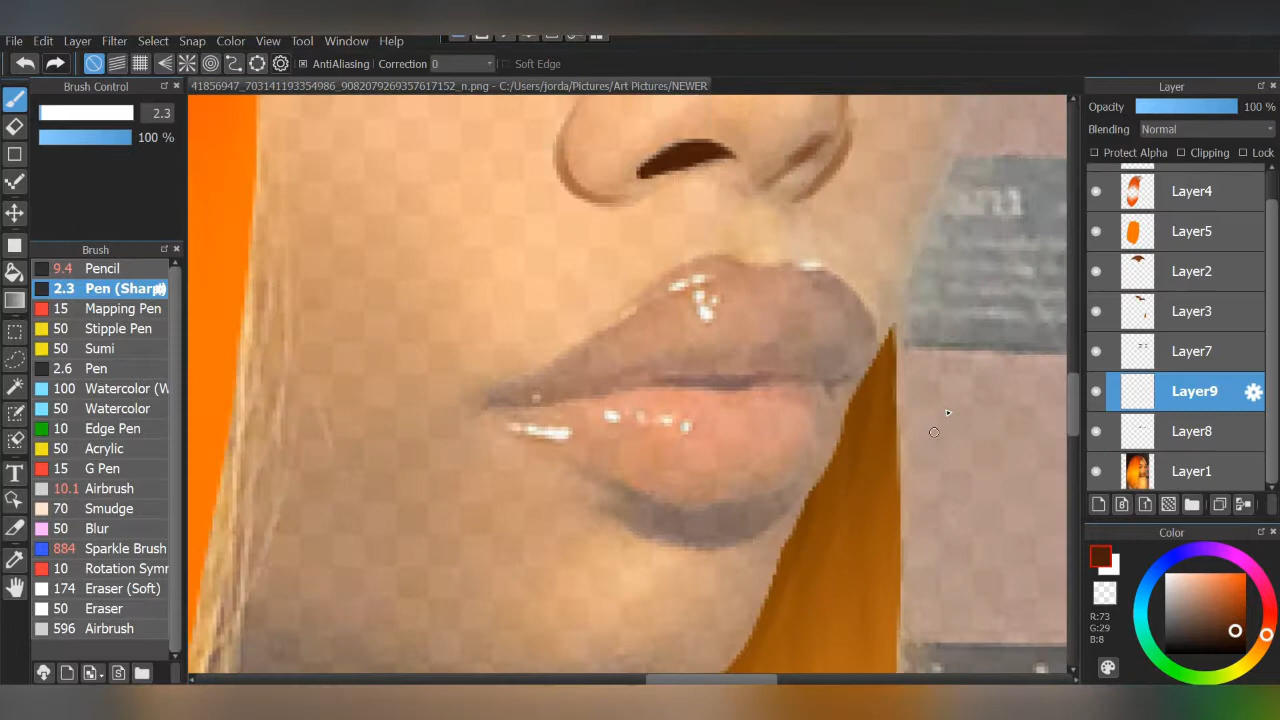 File Edit Layer Filter Select Snap Color View Tool Window Help
AntiAliasing Correction 0 Soft Edge
Brush Control
2.3
100 %
Brush
9.4 Pencil
2.3 Pen (Sharp)
15 Mapping Pen
50 Stipple Pen
50 Sumi
2.6 Pen
100 Watercolor (W
50 Watercolor
10 Edge Pen
50 Acrylic
15 G Pen
10.1 Airbrush
70 Smudge
50 Blur
884 Sparkle Brush
10 Rotation Symm
174 Eraser (Soft)
50 Eraser
596 Airbrush
41856947_703141193354986_9082079269357617152_n.png - C:/Users/jorda/Pictures/Art Pictures/NEWER
Layer
Opacity 100 %
Blending Normal
Protect Alpha Clipping Lock
Layer4
Layer5
Layer2
Layer3
Layer7
Layer9
Layer8
Layer1
Color
R:73
G:29
B:8